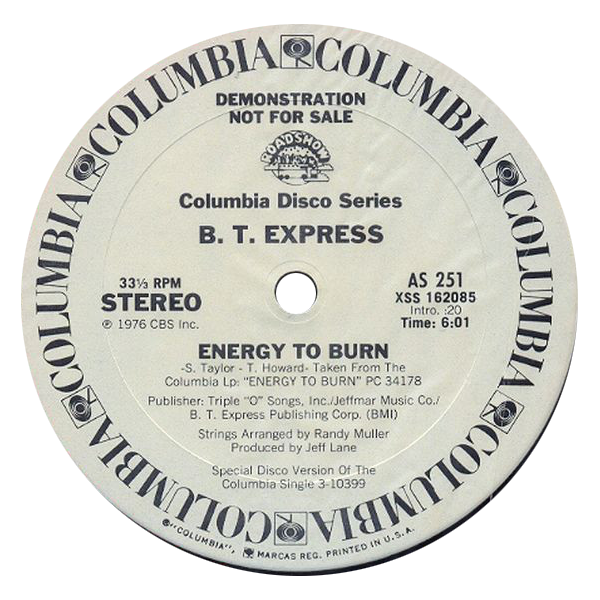 COLUMBIA COLUMBIA COLUMBIA COLUMBIA COLUMBIA COLUMBIA COLUMBIA
DEMONSTRATION
NOT FOR SALE
ROADSHOW
Columbia Disco Series
B. T. EXPRESS
33⅓ RPM
STEREO
℗ 1976 CBS Inc.
AS 251
XSS 162085
Intro. :20
Time: 6:01
ENERGY TO BURN
-S. Taylor - T. Howard- Taken From The
Columbia Lp: "ENERGY TO BURN" PC 34178
Publisher: Triple "O" Songs, Inc./Jeffmar Music Co./
B. T. Express Publishing Corp. (BMI)
Strings Arranged by Randy Muller
Produced by Jeff Lane
Special Disco Version Of The
Columbia Single 3-10399
®"COLUMBIA", MARCAS REG. PRINTED IN U.S.A.